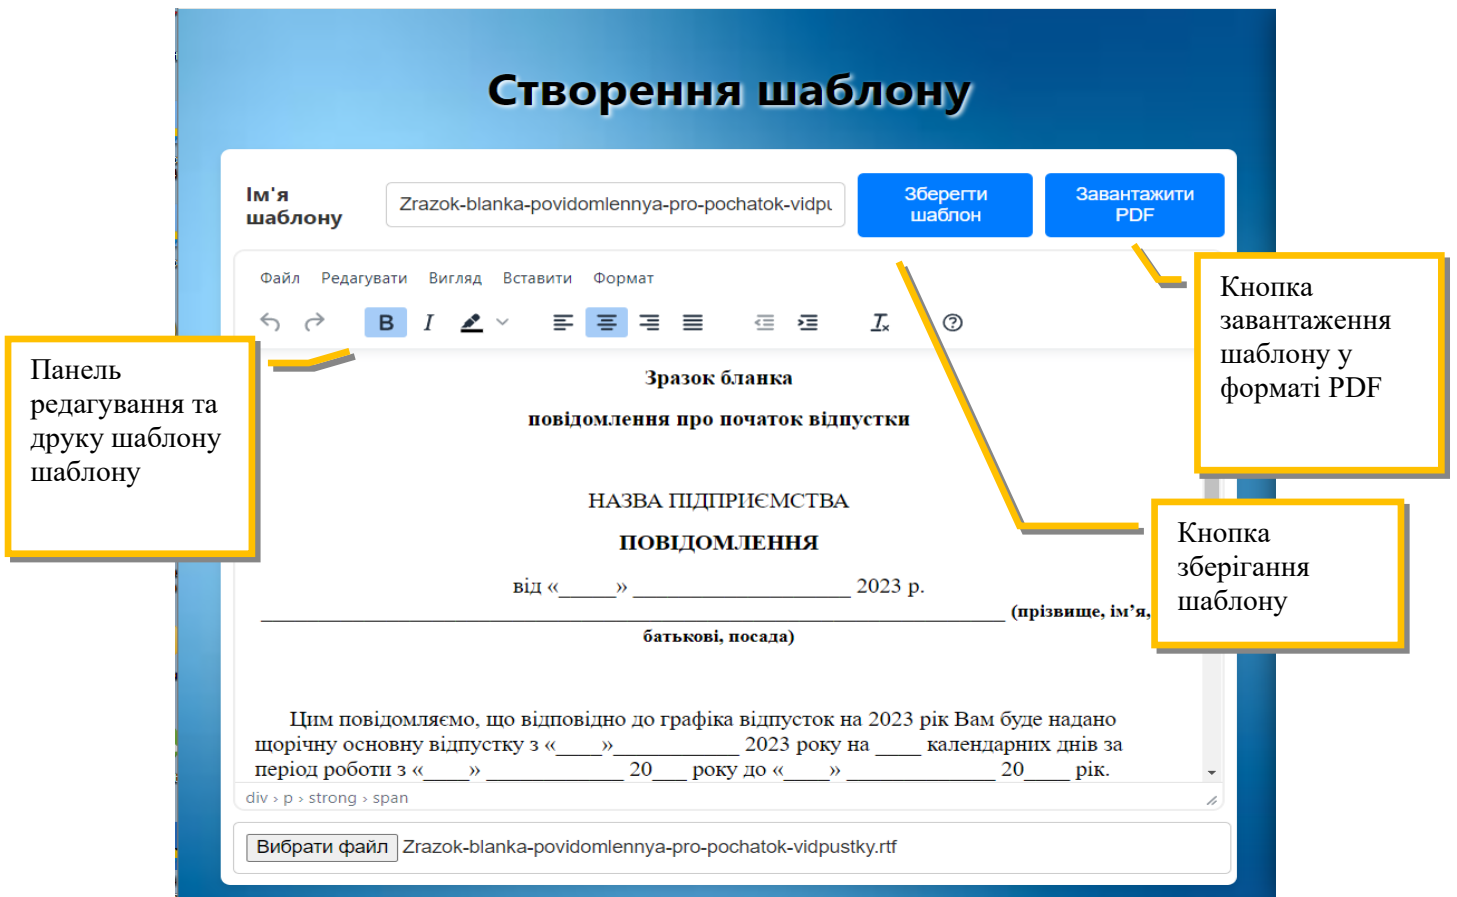 Створення шаблону
Ім'я
шаблону
Zrazok-blanka-povidomlennya-pro-pochatok-vidpu
Зберегти
шаблон
Завантажити
PDF
Файл Редагувати Вигляд Вставити Формат
B I
Панель
редагування та
друку шаблону
шаблону
Кнопка
завантаження
шаблону у
форматі PDF
Зразок бланка
повідомлення про початок відпустки
НАЗВА ПІДПРИЄМСТВА
ПОВІДОМЛЕННЯ
від «_____» ___________________ 2023 р.
_________________________________________________________________ (прізвище, ім’я,
батькові, посада)
Кнопка
зберігання
шаблону
Цим повідомляємо, що відповідно до графіка відпусток на 2023 рік Вам буде надано
щорічну основну відпустку з «____»___________ 2023 року на ____ календарних днів за
період роботи з «____» ____________ 20___ року до «____» _____________ 20____ рік.
div › p › strong › span
Вибрати файл Zrazok-blanka-povidomlennya-pro-pochatok-vidpustky.rtf